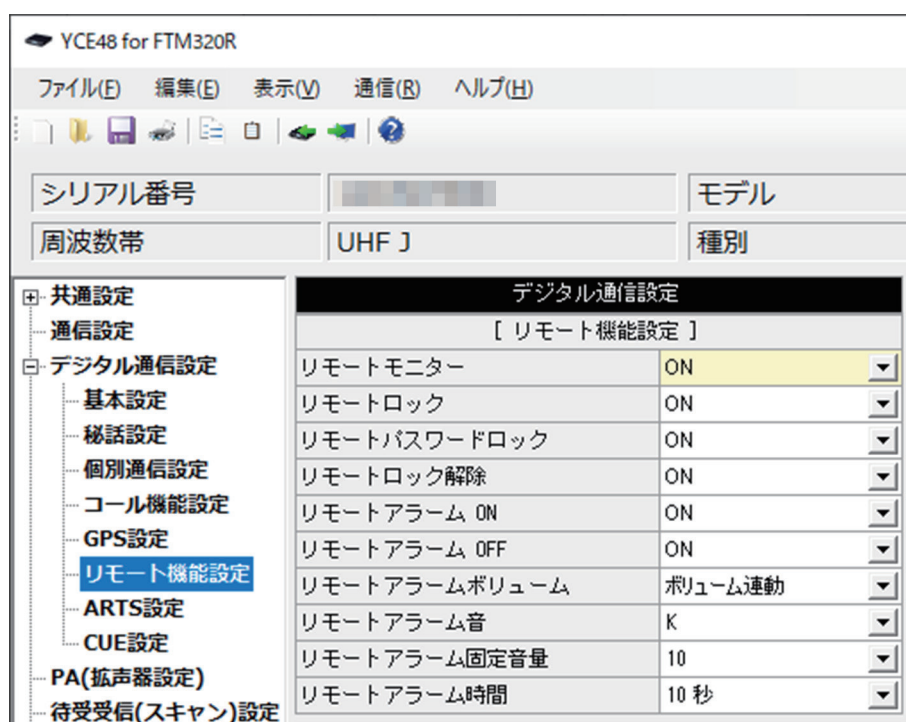 YCE48 for FTM320R
ファイル(F) 編集(E) 表示(V) 通信(R) ヘルプ(H)
シリアル番号 モデル
周波数帯 UHF J 種別
共通設定
通信設定
デジタル通信設定
基本設定
秘話設定
個別通信設定
コール機能設定
GPS設定
リモート機能設定
ARTS設定
CUE設定
PA(拡声器設定)
待受受信(スキャン)設定
デジタル通信設定
[ リモート機能設定 ]
リモートモニター ON
リモートロック ON
リモートパスワードロック ON
リモートロック解除 ON
リモートアラーム ON ON
リモートアラーム OFF ON
リモートアラームボリューム ボリューム連動
リモートアラーム音 K
リモートアラーム固定音量 10
リモートアラーム時間 10 秒